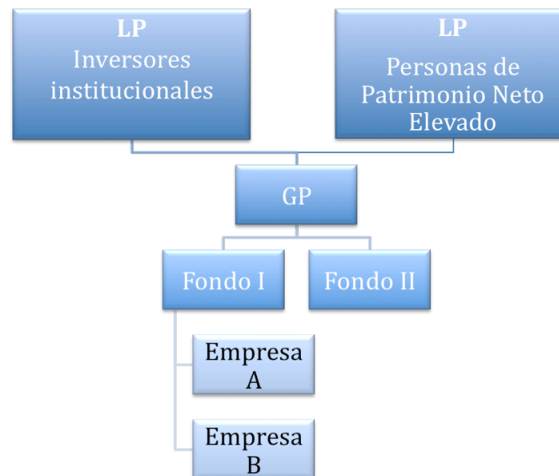 LP
Inversores
institucionales
LP
Personas de
Patrimonio Neto
Elevado
GP
Fondo I
Fondo II
Empresa
A
Empresa
B